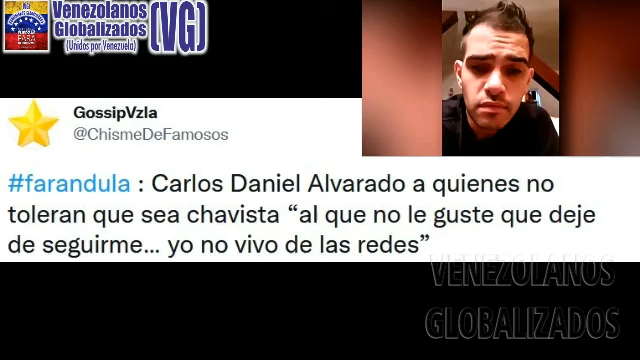 Venezolanos
Globalizados
(Unidos por Venezuela)
(VG)
GossipVzla
@ChismeDeFamosos
#farandula : Carlos Daniel Alvarado a quienes no
toleran que sea chavista “al que no le guste que deje
de seguirme... yo no vivo de las redes”
VENEZOLANOS
GLOBALIZADOS